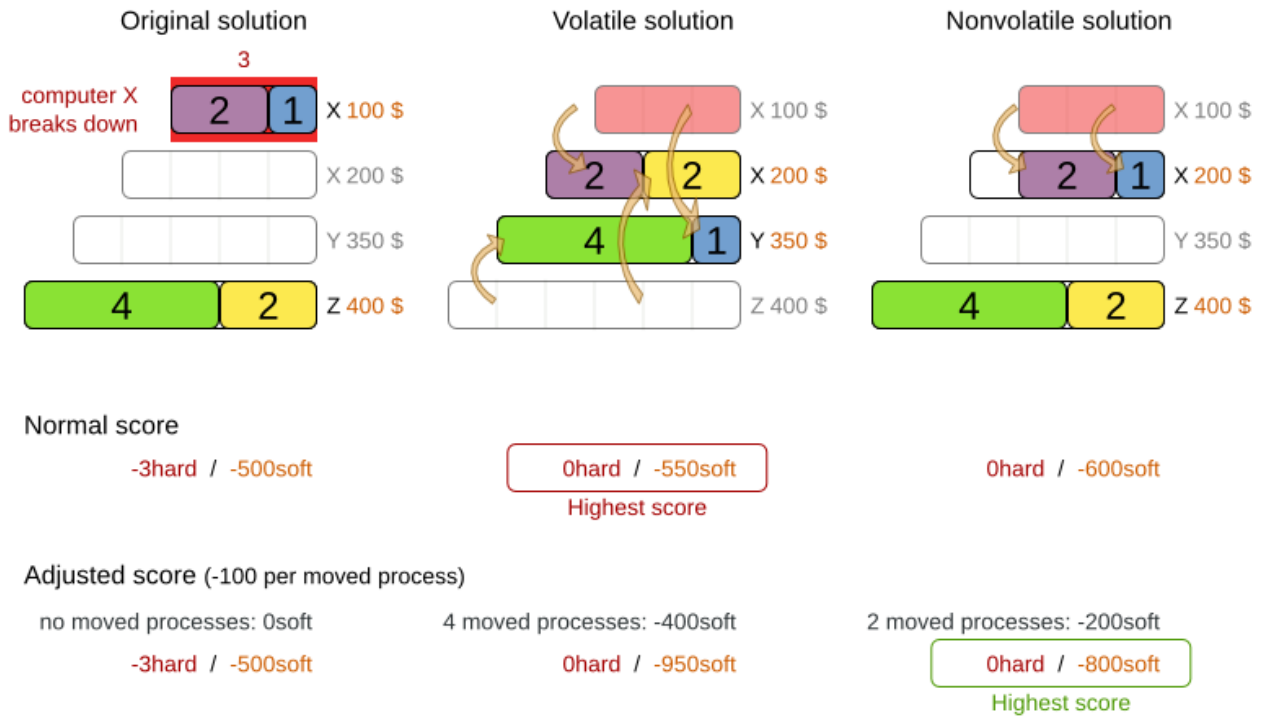 Original solution
Volatile solution
Nonvolatile solution
3
computer X
breaks down
2 1 X 100 $
X 200 $
Y 350 $
4 2 Z 400 $
X 100 $
2 2 X 200 $
4 1 Y 350 $
Z 400 $
X 100 $
2 1 X 200 $
Y 350 $
4 2 Z 400 $
Normal score
-3hard / -500soft
0hard / -550soft
Highest score
0hard / -600soft
Adjusted score (-100 per moved process)
no moved processes: 0soft
-3hard / -500soft
4 moved processes: -400soft
0hard / -950soft
2 moved processes: -200soft
0hard / -800soft
Highest score